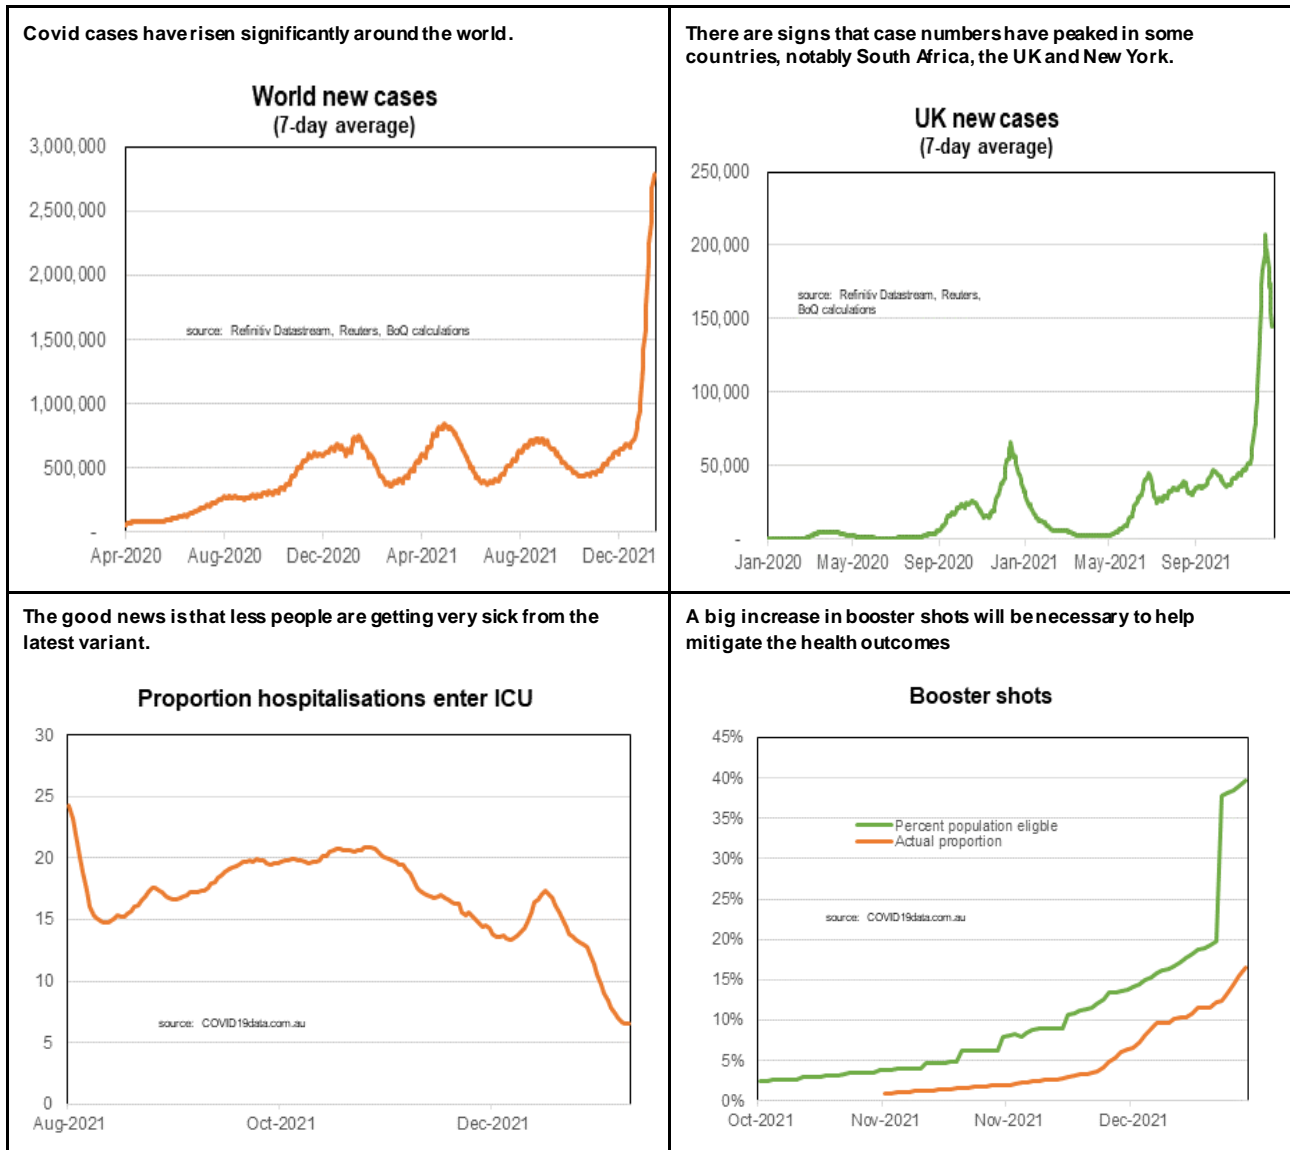 Covid cases have risen significantly around the world.
World new cases
(7-day average)
3,000,000
2,500,000
2,000,000
1,500,000
1,000,000
500,000
-
source: Refinitiv Datastream, Reuters, BoQ calculations
Apr-2020 Aug-2020 Dec-2020 Apr-2021 Aug-2021 Dec-2021
There are signs that case numbers have peaked in some
countries, notably South Africa, the UK and New York.
UK new cases
(7-day average)
250,000
200,000
150,000
100,000
50,000
-
source: Refinitiv Datastream, Reuters,
BoQ calculations
Jan-2020 May-2020 Sep-2020 Jan-2021 May-2021 Sep-2021
The good news is that less people are getting very sick from the
latest variant.
Proportion hospitalisations enter ICU
30
25
20
15
10
5
0
source: COVID19data.com.au
Aug-2021 Oct-2021 Dec-2021
A big increase in booster shots will be necessary to help
mitigate the health outcomes
Booster shots
45%
40%
35%
30%
25%
20%
15%
10%
5%
0%
Percent population eligble
Actual proportion
source: COVID19data.com.au
Oct-2021 Nov-2021 Nov-2021 Dec-2021